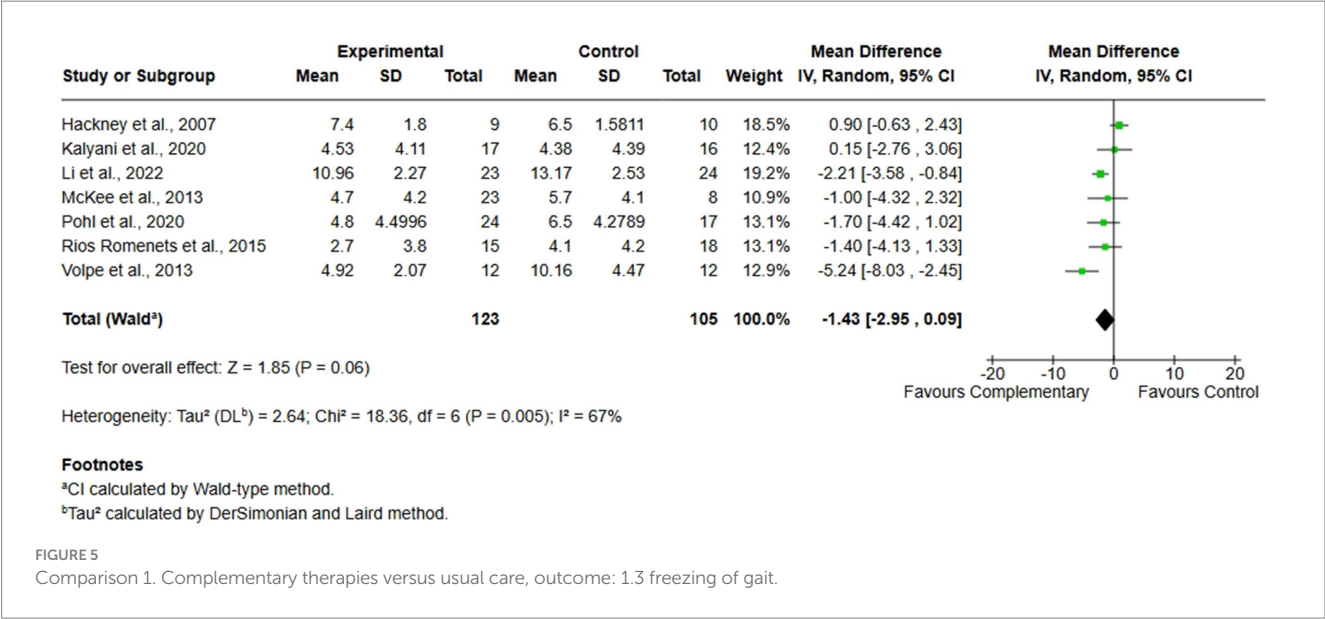 Experimental Control Mean Difference Mean Difference
Study or Subgroup Mean SD Total Mean SD Total Weight IV, Random, 95% CI IV, Random, 95% CI
Hackney et al., 2007 7.4 1.8 9 6.5 1.5811 10 18.5% 0.90 [-0.63 , 2.43]
Kalyani et al., 2020 4.53 4.11 17 4.38 4.39 16 12.4% 0.15 [-2.76 , 3.06]
Li et al., 2022 10.96 2.27 23 13.17 2.53 24 19.2% -2.21 [-3.58 , -0.84]
McKee et al., 2013 4.7 4.2 23 5.7 4.1 8 10.9% -1.00 [-4.32 , 2.32]
Pohl et al., 2020 4.8 4.4996 24 6.5 4.2789 17 13.1% -1.70 [-4.42 , 1.02]
Rios Romenets et al., 2015 2.7 3.8 15 4.1 4.2 18 13.1% -1.40 [-4.13 , 1.33]
Volpe et al., 2013 4.92 2.07 12 10.16 4.47 12 12.9% -5.24 [-8.03 , -2.45]
Total (Waldᵃ) 123 105 100.0% -1.43 [-2.95 , 0.09]
Test for overall effect: Z = 1.85 (P = 0.06)
-20 -10 0 10 20
Favours Complementary Favours Control
Heterogeneity: Tau² (DLᵇ) = 2.64; Chi² = 18.36, df = 6 (P = 0.005); I² = 67%
Footnotes
ᵃCI calculated by Wald-type method.
ᵇTau² calculated by DerSimonian and Laird method.
FIGURE 5
Comparison 1. Complementary therapies versus usual care, outcome: 1.3 freezing of gait.